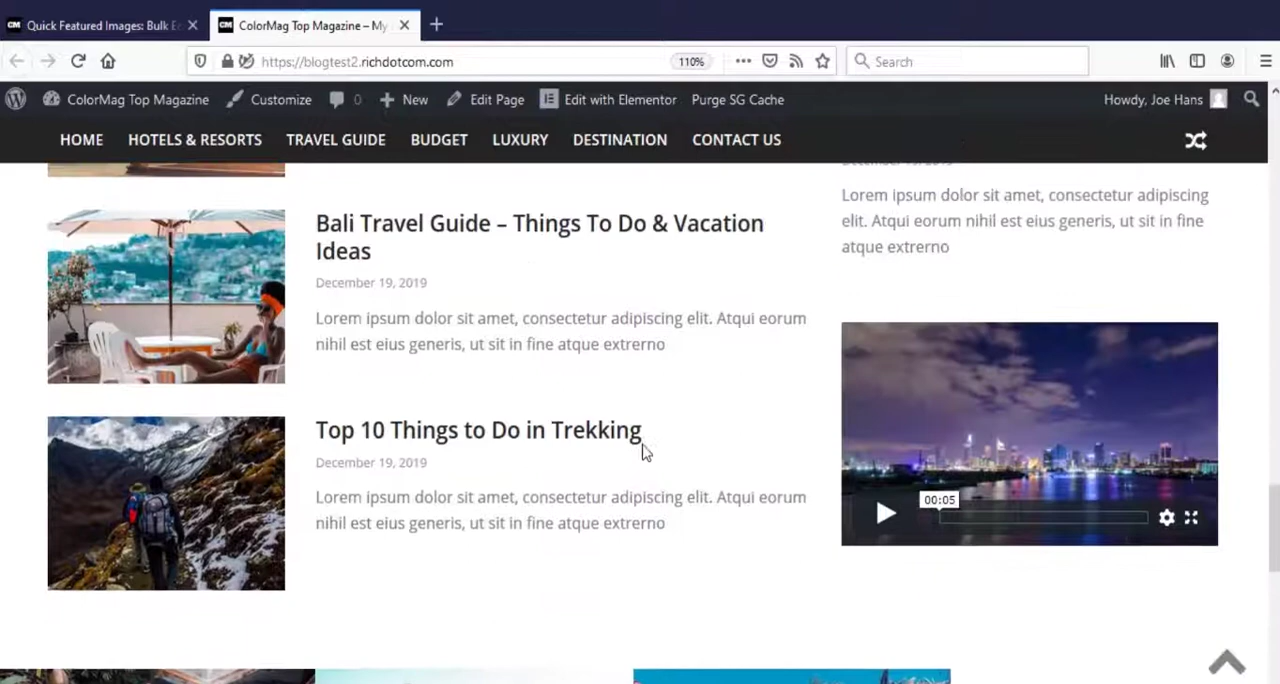 CM Quick Featured Images: Bulk E
CM ColorMag Top Magazine – My
https://blogtest2.richdotcom.com
110%
Search
ColorMag Top Magazine
Customize
0
New
Edit Page
Edit with Elementor
Purge SG Cache
Howdy, Joe Hans
HOME
HOTELS & RESORTS
TRAVEL GUIDE
BUDGET
LUXURY
DESTINATION
CONTACT US
Bali Travel Guide – Things To Do & Vacation
Ideas
December 19, 2019
Lorem ipsum dolor sit amet, consectetur adipiscing elit. Atqui eorum
nihil est eius generis, ut sit in fine atque extrerno
Top 10 Things to Do in Trekking
December 19, 2019
Lorem ipsum dolor sit amet, consectetur adipiscing elit. Atqui eorum
nihil est eius generis, ut sit in fine atque extrerno
Lorem ipsum dolor sit amet, consectetur adipiscing
elit. Atqui eorum nihil est eius generis, ut sit in fine
atque extrerno
00:05